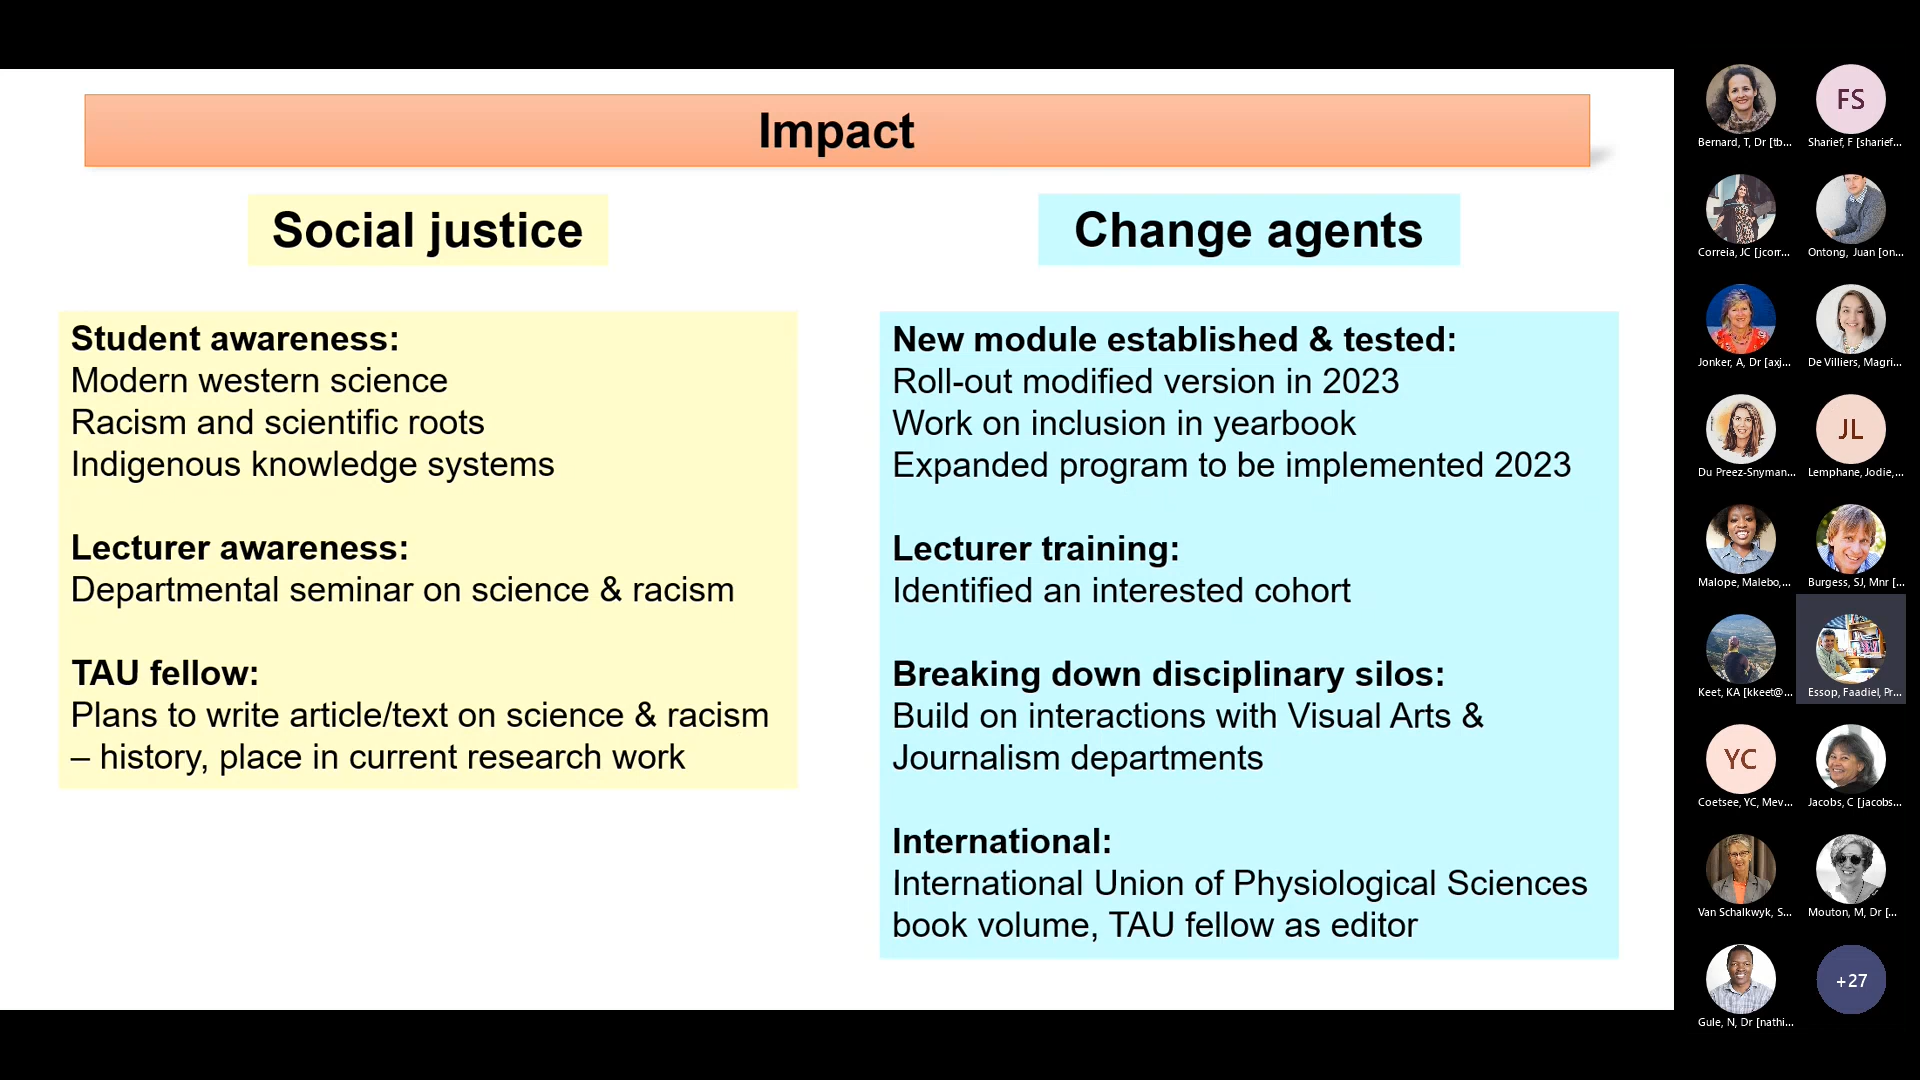 Impact
Social justice
Student awareness:
Modern western science
Racism and scientific roots
Indigenous knowledge systems
Lecturer awareness:
Departmental seminar on science & racism
TAU fellow:
Plans to write article/text on science & racism
– history, place in current research work
Change agents
New module established & tested:
Roll-out modified version in 2023
Work on inclusion in yearbook
Expanded program to be implemented 2023
Lecturer training:
Identified an interested cohort
Breaking down disciplinary silos:
Build on interactions with Visual Arts &
Journalism departments
International:
International Union of Physiological Sciences
book volume, TAU fellow as editor
Bernard, T, Dr [tb...
FS
Sharief, F [sharief...
Correia, JC [jcorr...
Ontong, Juan [on...
Jonker, A, Dr [axj...
De Villiers, Magri...
Du Preez-Snyman...
JL
Lemphane, Jodie,...
Malope, Malebo,...
Burgess, SJ, Mnr [...
Keet, KA [kkeet@...
Essop, Faadiel, Pr...
YC
Coetsee, YC, Mev...
Jacobs, C [jacobs...
Van Schalkwyk, S...
Mouton, M, Dr [...
Gule, N, Dr [nathi...
+27